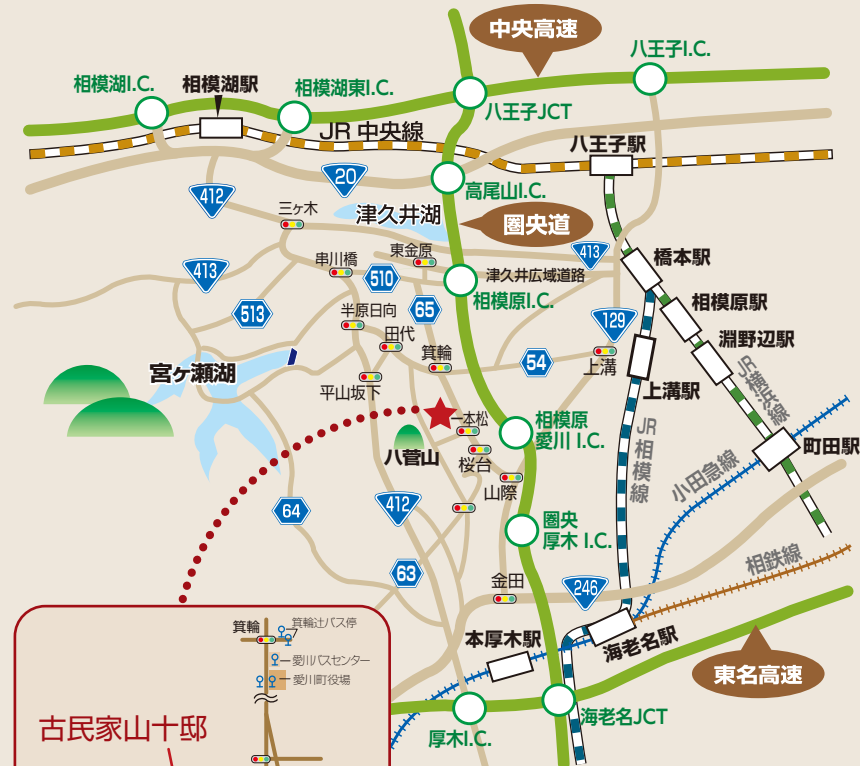 中央高速
八王子I.C.
相模湖I.C.
相模湖駅
相模湖東I.C.
八王子JCT
JR 中央線
八王子駅
20
高尾山I.C.
412
三ヶ木
津久井湖
圏央道
東金原
413
橋本駅
串川橋
413
510
津久井広域道路
相模原I.C.
相模原駅
513
半原日向
65
129
淵野辺駅
田代
箕輪
54
上溝
宮ヶ瀬湖
平山坂下
上溝駅
JR
横浜線
一本松
相模原
愛川 I.C.
JR
相模線
町田駅
八菅山
桜台
小田急線
山際
64
412
圏央
厚木 I.C.
相鉄線
63
金田
246
箕輪
箕輪辻バス停
本厚木駅
海老名駅
愛川バスセンター
愛川町役場
東名高速
古民家山十邸
海老名JCT
厚木I.C.